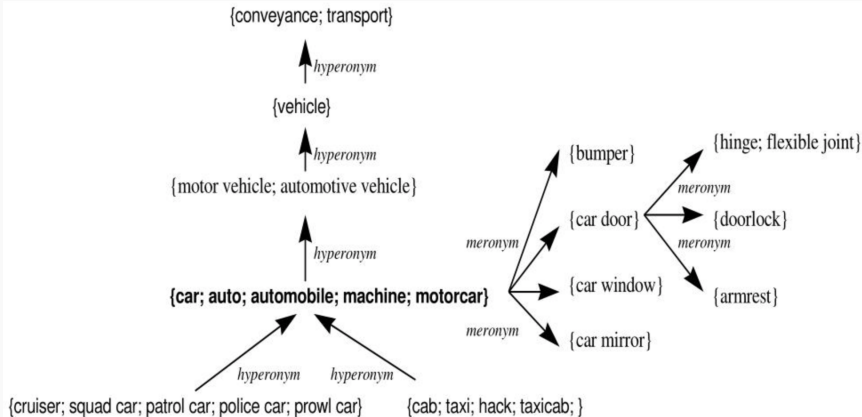 {conveyance; transport}
hyperonym
{vehicle}
hyperonym
{motor vehicle; automotive vehicle}
hyperonym
{car; auto; automobile; machine; motorcar}
hyperonym
hyperonym
{cruiser; squad car; patrol car; police car; prowl car}
{cab; taxi; hack; taxicab; }
meronym
meronym
{bumper}
{car door}
{car window}
{car mirror}
meronym
meronym
{hinge; flexible joint}
{doorlock}
{armrest}